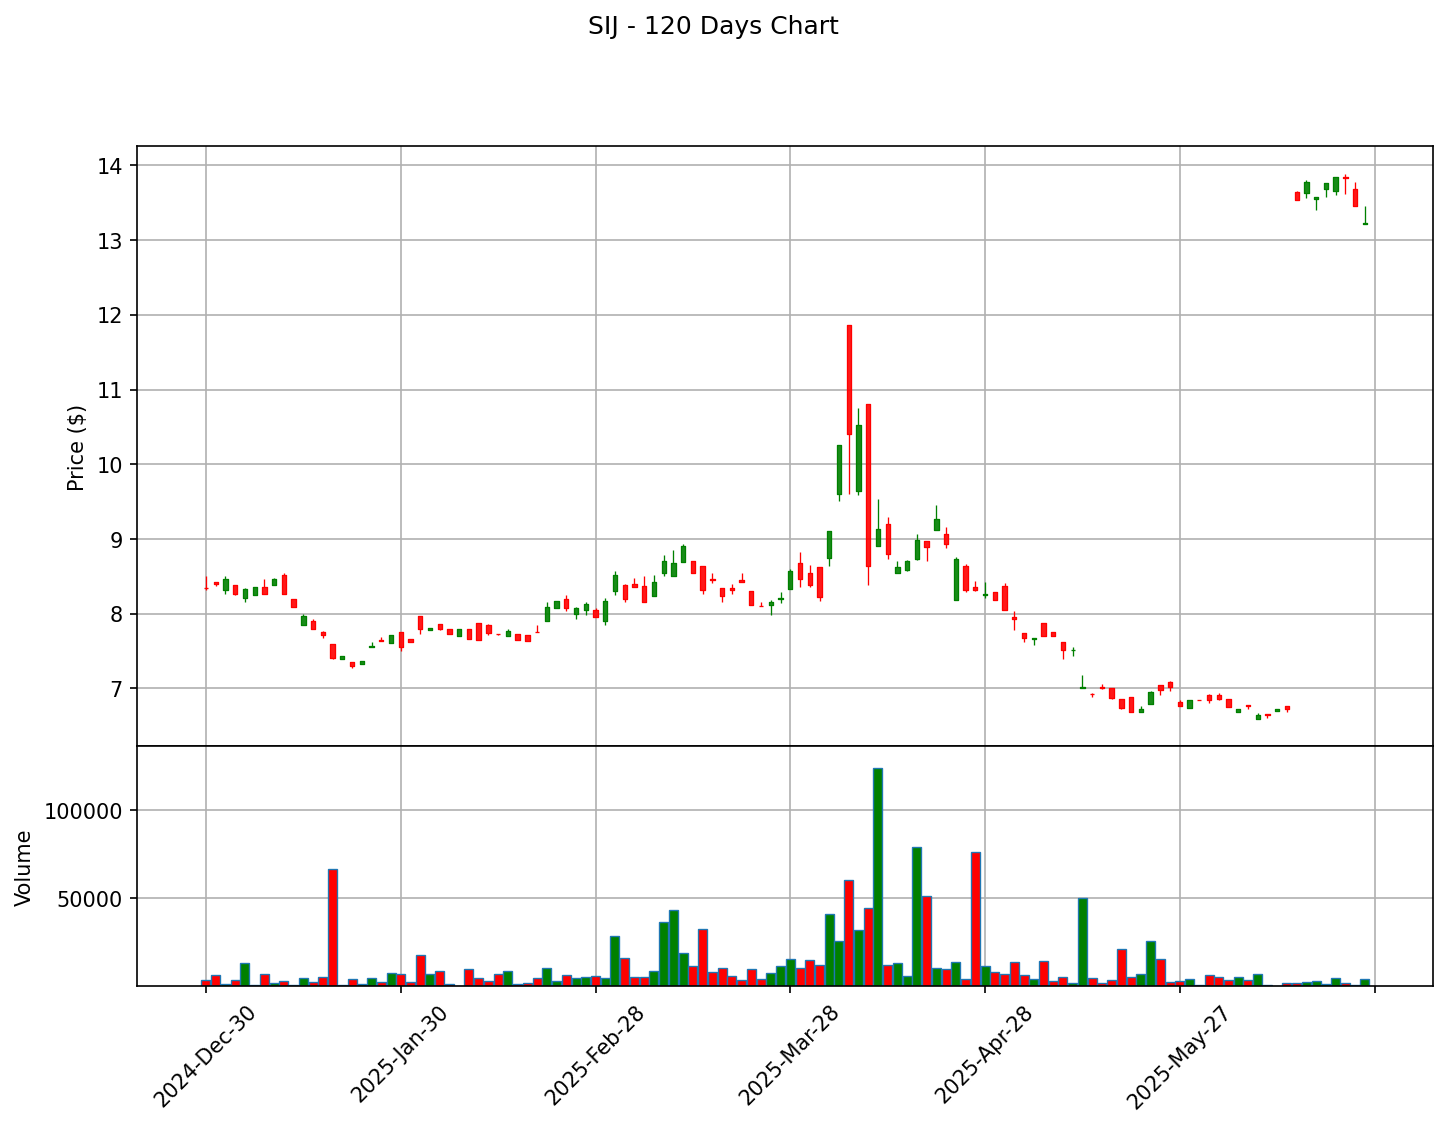 SIJ - 120 Days Chart
14
13
12
11
10
9
8
7
Price ($)
100000
50000
Volume
2024-Dec-30
2025-Jan-30
2025-Feb-28
2025-Mar-28
2025-Apr-28
2025-May-27